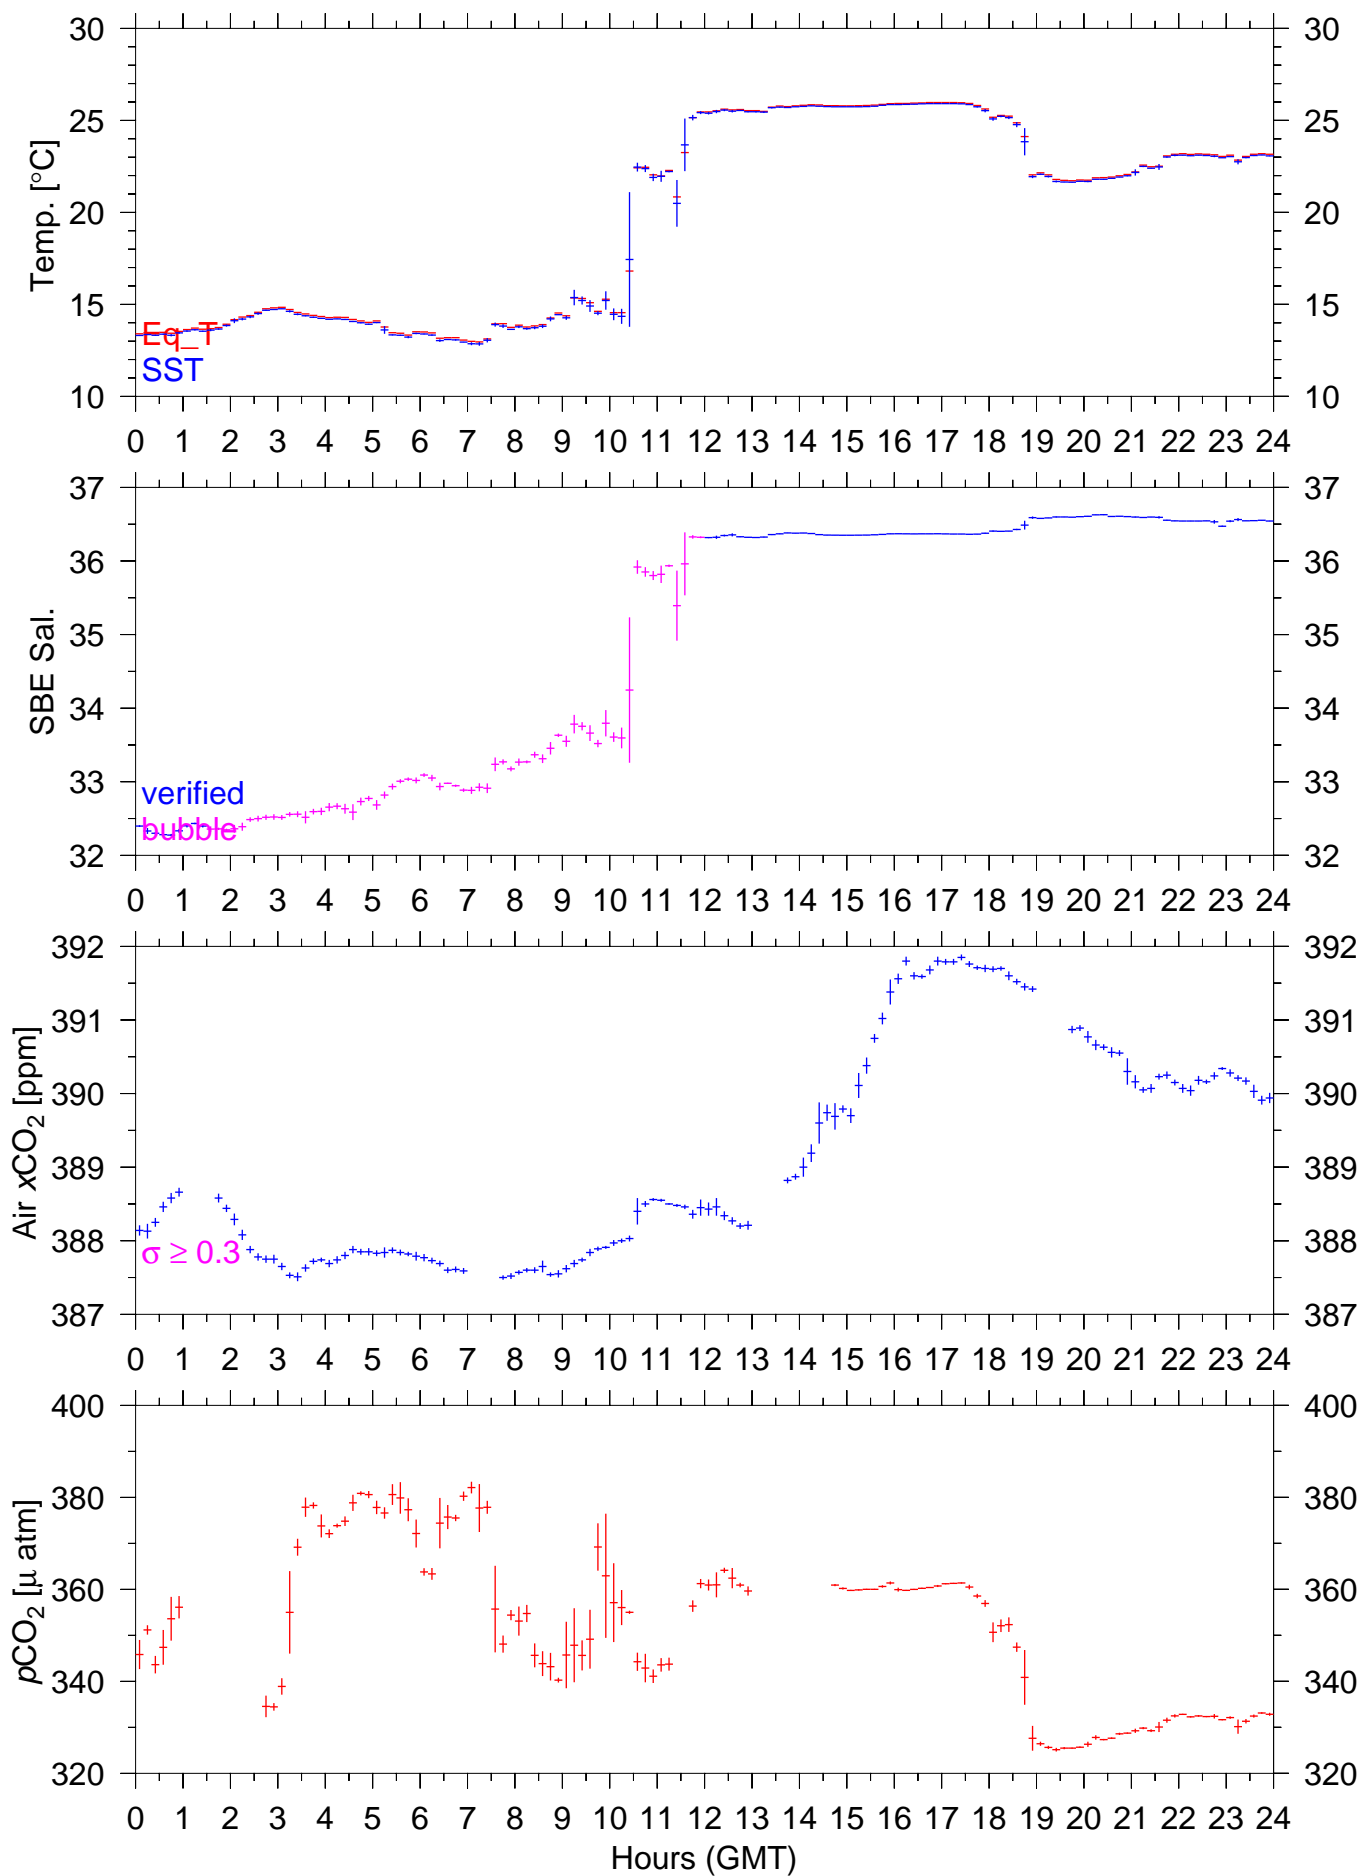 30 30
25 25
20 20
15 15
10 10
Temp. [°C]
Eq_T
SST
0 1 2 3 4 5 6 7 8 9 10 11 12 13 14 15 16 17 18 19 20 21 22 23 24
37 37
36 36
35 35
34 34
33 33
32 32
SBE Sal.
verified
bubble
0 1 2 3 4 5 6 7 8 9 10 11 12 13 14 15 16 17 18 19 20 21 22 23 24
392 392
391 391
390 390
389 389
388 388
387 387
Air xCO₂ [ppm]
σ ≥ 0.3
0 1 2 3 4 5 6 7 8 9 10 11 12 13 14 15 16 17 18 19 20 21 22 23 24
400 400
380 380
360 360
340 340
320 320
pCO₂ [μ atm]
0 1 2 3 4 5 6 7 8 9 10 11 12 13 14 15 16 17 18 19 20 21 22 23 24
Hours (GMT)